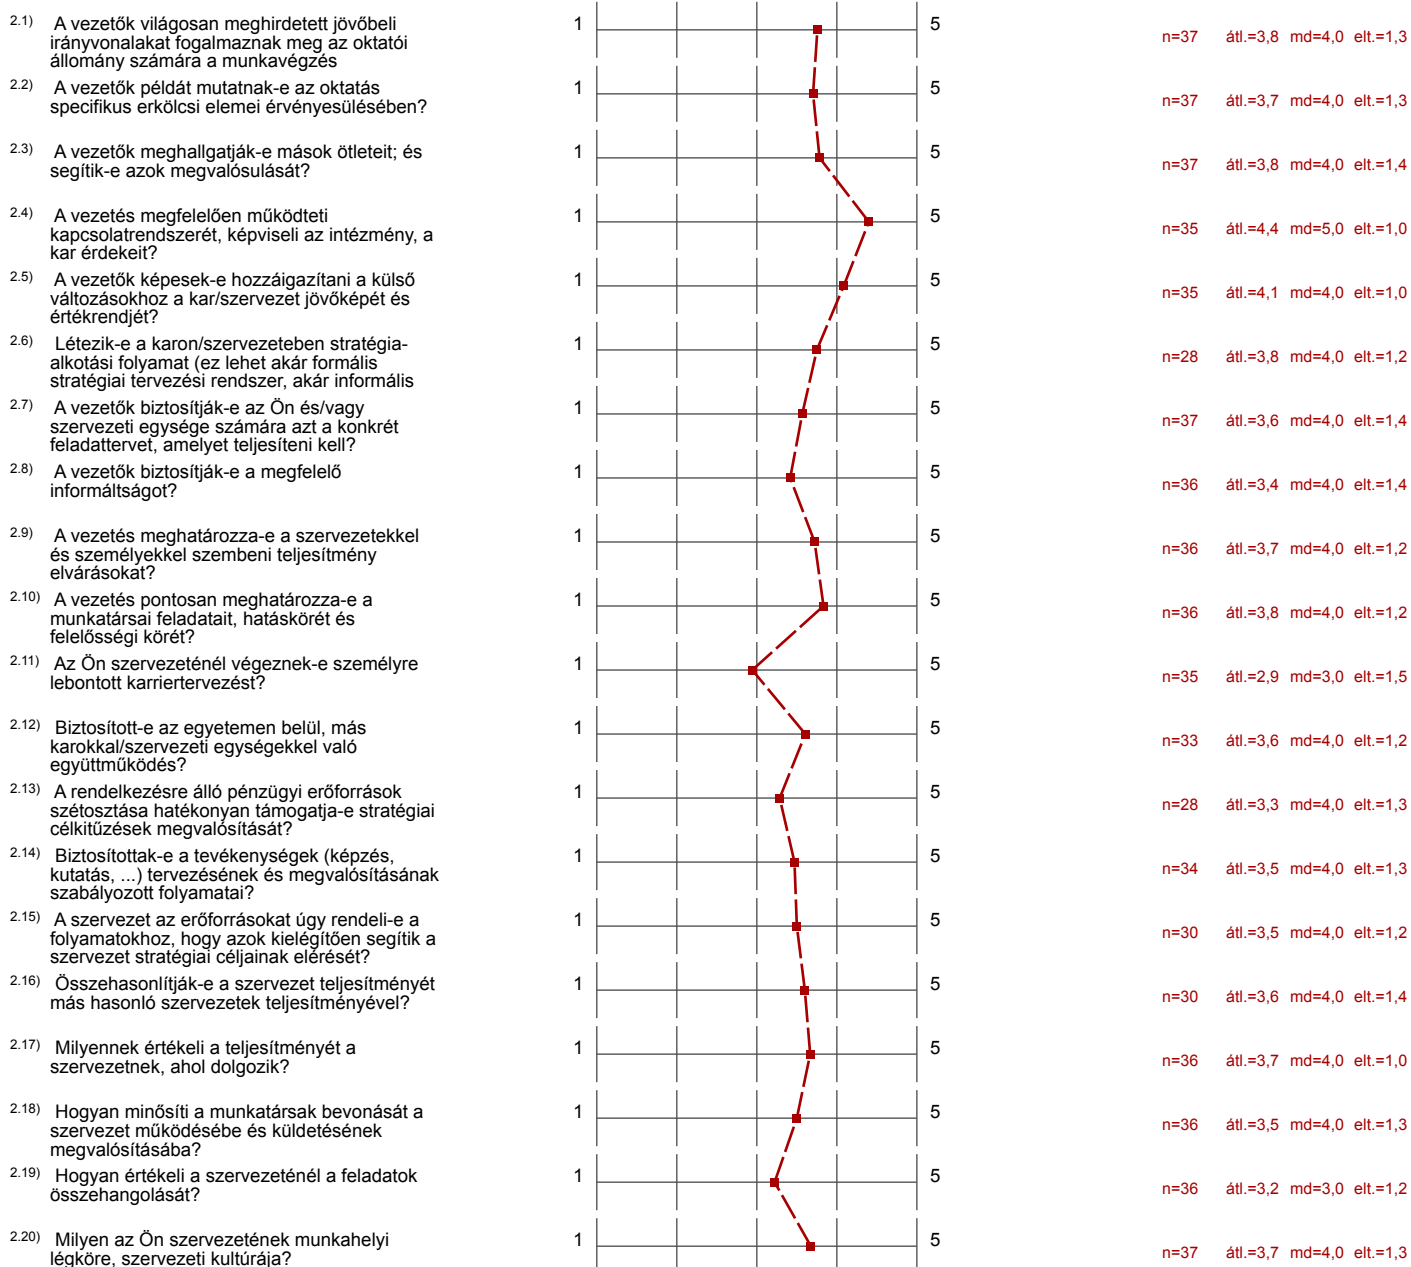 2.1) A vezetők világosan meghirdetett jövőbeli
irányvonalakat fogalmaznak meg az oktatói
állomány számára a munkavégzés
1 5
n=37 átl.=3,8 md=4,0 elt.=1,3
2.2) A vezetők példát mutatnak-e az oktatás
specifikus erkölcsi elemei érvényesülésében?
1 5
n=37 átl.=3,7 md=4,0 elt.=1,3
2.3) A vezetők meghallgatják-e mások ötleteit; és
segítik-e azok megvalósulását?
1 5
n=37 átl.=3,8 md=4,0 elt.=1,4
2.4) A vezetés megfelelően működteti
kapcsolatrendszerét, képviseli az intézmény, a
kar érdekeit?
1 5
n=35 átl.=4,4 md=5,0 elt.=1,0
2.5) A vezetők képesek-e hozzáigazítani a külső
változásokhoz a kar/szervezet jövőképét és
értékrendjét?
1 5
n=35 átl.=4,1 md=4,0 elt.=1,0
2.6) Létezik-e a karon/szervezeteben stratégia-
alkotási folyamat (ez lehet akár formális
stratégiai tervezési rendszer, akár informális
1 5
n=28 átl.=3,8 md=4,0 elt.=1,2
2.7) A vezetők biztosítják-e az Ön és/vagy
szervezeti egysége számára azt a konkrét
feladattervet, amelyet teljesíteni kell?
1 5
n=37 átl.=3,6 md=4,0 elt.=1,4
2.8) A vezetők biztosítják-e a megfelelő
informáltságot?
1 5
n=36 átl.=3,4 md=4,0 elt.=1,4
2.9) A vezetés meghatározza-e a szervezetekkel
és személyekkel szembeni teljesítmény
elvárásokat?
1 5
n=36 átl.=3,7 md=4,0 elt.=1,2
2.10) A vezetés pontosan meghatározza-e a
munkatársai feladatait, hatáskörét és
felelősségi körét?
1 5
n=36 átl.=3,8 md=4,0 elt.=1,2
2.11) Az Ön szervezeténél végeznek-e személyre
lebontott karriertervezést?
1 5
n=35 átl.=2,9 md=3,0 elt.=1,5
2.12) Biztosított-e az egyetemen belül, más
karokkal/szervezeti egységekkel való
együttműködés?
1 5
n=33 átl.=3,6 md=4,0 elt.=1,2
2.13) A rendelkezésre álló pénzügyi erőforrások
szétosztása hatékonyan támogatja-e stratégiai
célkitűzések megvalósítását?
1 5
n=28 átl.=3,3 md=4,0 elt.=1,3
2.14) Biztosítottak-e a tevékenységek (képzés,
kutatás, ...) tervezésének és megvalósításának
szabályozott folyamatai?
1 5
n=34 átl.=3,5 md=4,0 elt.=1,3
2.15) A szervezet az erőforrásokat úgy rendeli-e a
folyamatokhoz, hogy azok kielégítően segítik a
szervezet stratégiai céljainak elérését?
1 5
n=30 átl.=3,5 md=4,0 elt.=1,2
2.16) Összehasonlítják-e a szervezet teljesítményét
más hasonló szervezetek teljesítményével?
1 5
n=30 átl.=3,6 md=4,0 elt.=1,4
2.17) Milyennek értékeli a teljesítményét a
szervezetnek, ahol dolgozik?
1 5
n=36 átl.=3,7 md=4,0 elt.=1,0
2.18) Hogyan minősíti a munkatársak bevonását a
szervezet működésébe és küldetésének
megvalósításába?
1 5
n=36 átl.=3,5 md=4,0 elt.=1,3
2.19) Hogyan értékeli a szervezeténél a feladatok
összehangolását?
1 5
n=36 átl.=3,2 md=3,0 elt.=1,2
2.20) Milyen az Ön szervezetének munkahelyi
légköre, szervezeti kultúrája?
1 5
n=37 átl.=3,7 md=4,0 elt.=1,3